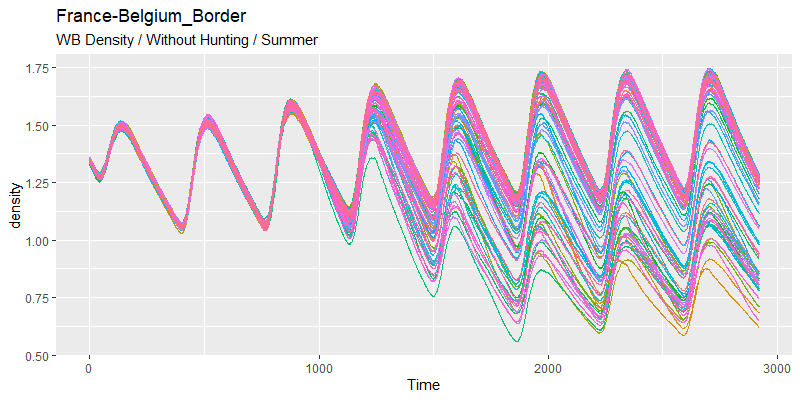 France-Belgium_Border
WB Density / Without Hunting / Summer
1.75
1.50
1.25
1.00
0.75
0.50
density
0
1000
2000
3000
Time